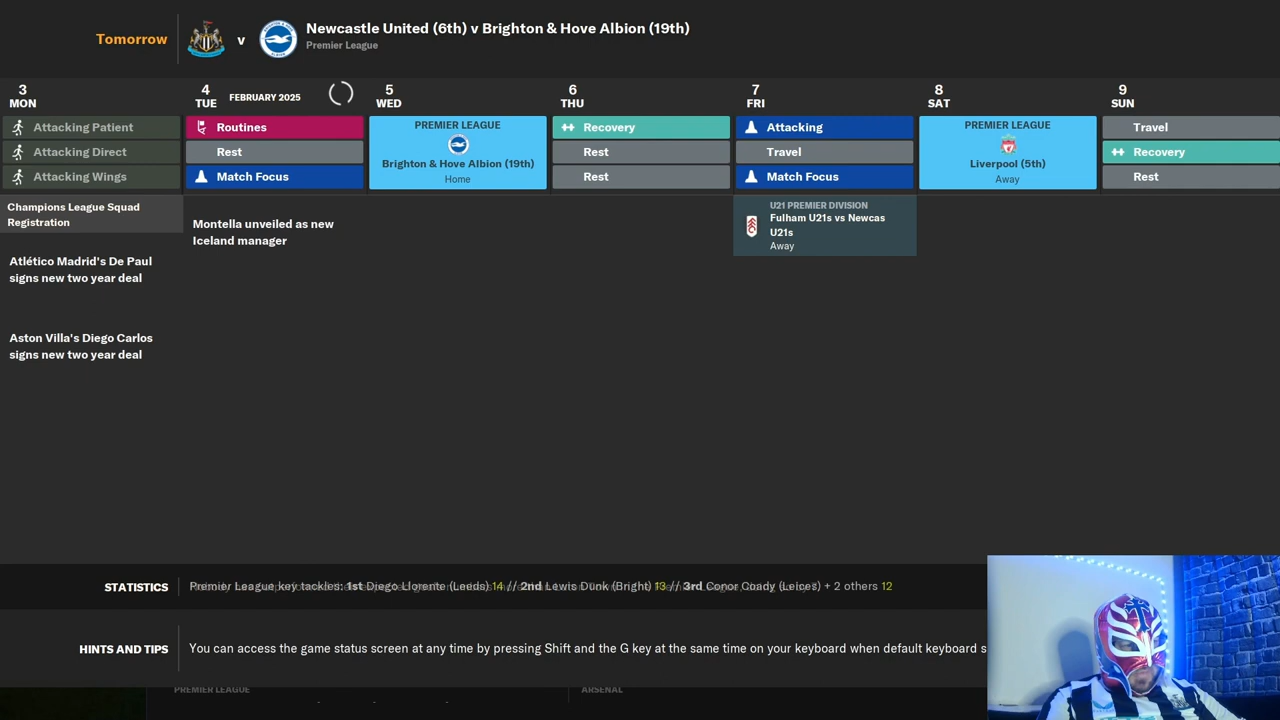 Tomorrow
v
Newcastle United (6th) v Brighton & Hove Albion (19th)
Premier League
3
MON
4
TUE
FEBRUARY 2025
5
WED
6
THU
7
FRI
8
SAT
9
SUN
Attacking Patient
Attacking Direct
Attacking Wings
Routines
Rest
Match Focus
PREMIER LEAGUE
Brighton & Hove Albion (19th)
Home
Recovery
Rest
Rest
Attacking
Travel
Match Focus
PREMIER LEAGUE
Liverpool (5th)
Away
Travel
Recovery
Rest
Champions League Squad
Registration
Atlético Madrid's De Paul
signs new two year deal
Aston Villa's Diego Carlos
signs new two year deal
Montella unveiled as new
Iceland manager
U21 PREMIER DIVISION
Fulham U21s vs Newcas
U21s
Away
STATISTICS
Premier League key tackles: 1st Diego Llorente (Leeds) 14 // 2nd Lewis Dunk (Bright) 13 // 3rd Conor Coady (Leices) + 2 others 12
HINTS AND TIPS
You can access the game status screen at any time by pressing Shift and the G key at the same time on your keyboard when default keyboard s
PREMIER LEAGUE
ARSENAL